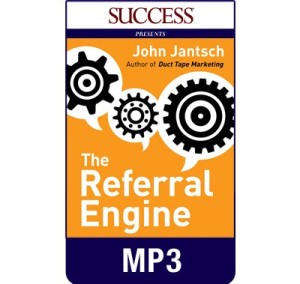 SUCCESS
PRESENTS
John Jantsch
Author of Duct Tape Marketing
The
Referral
Engine
MP3